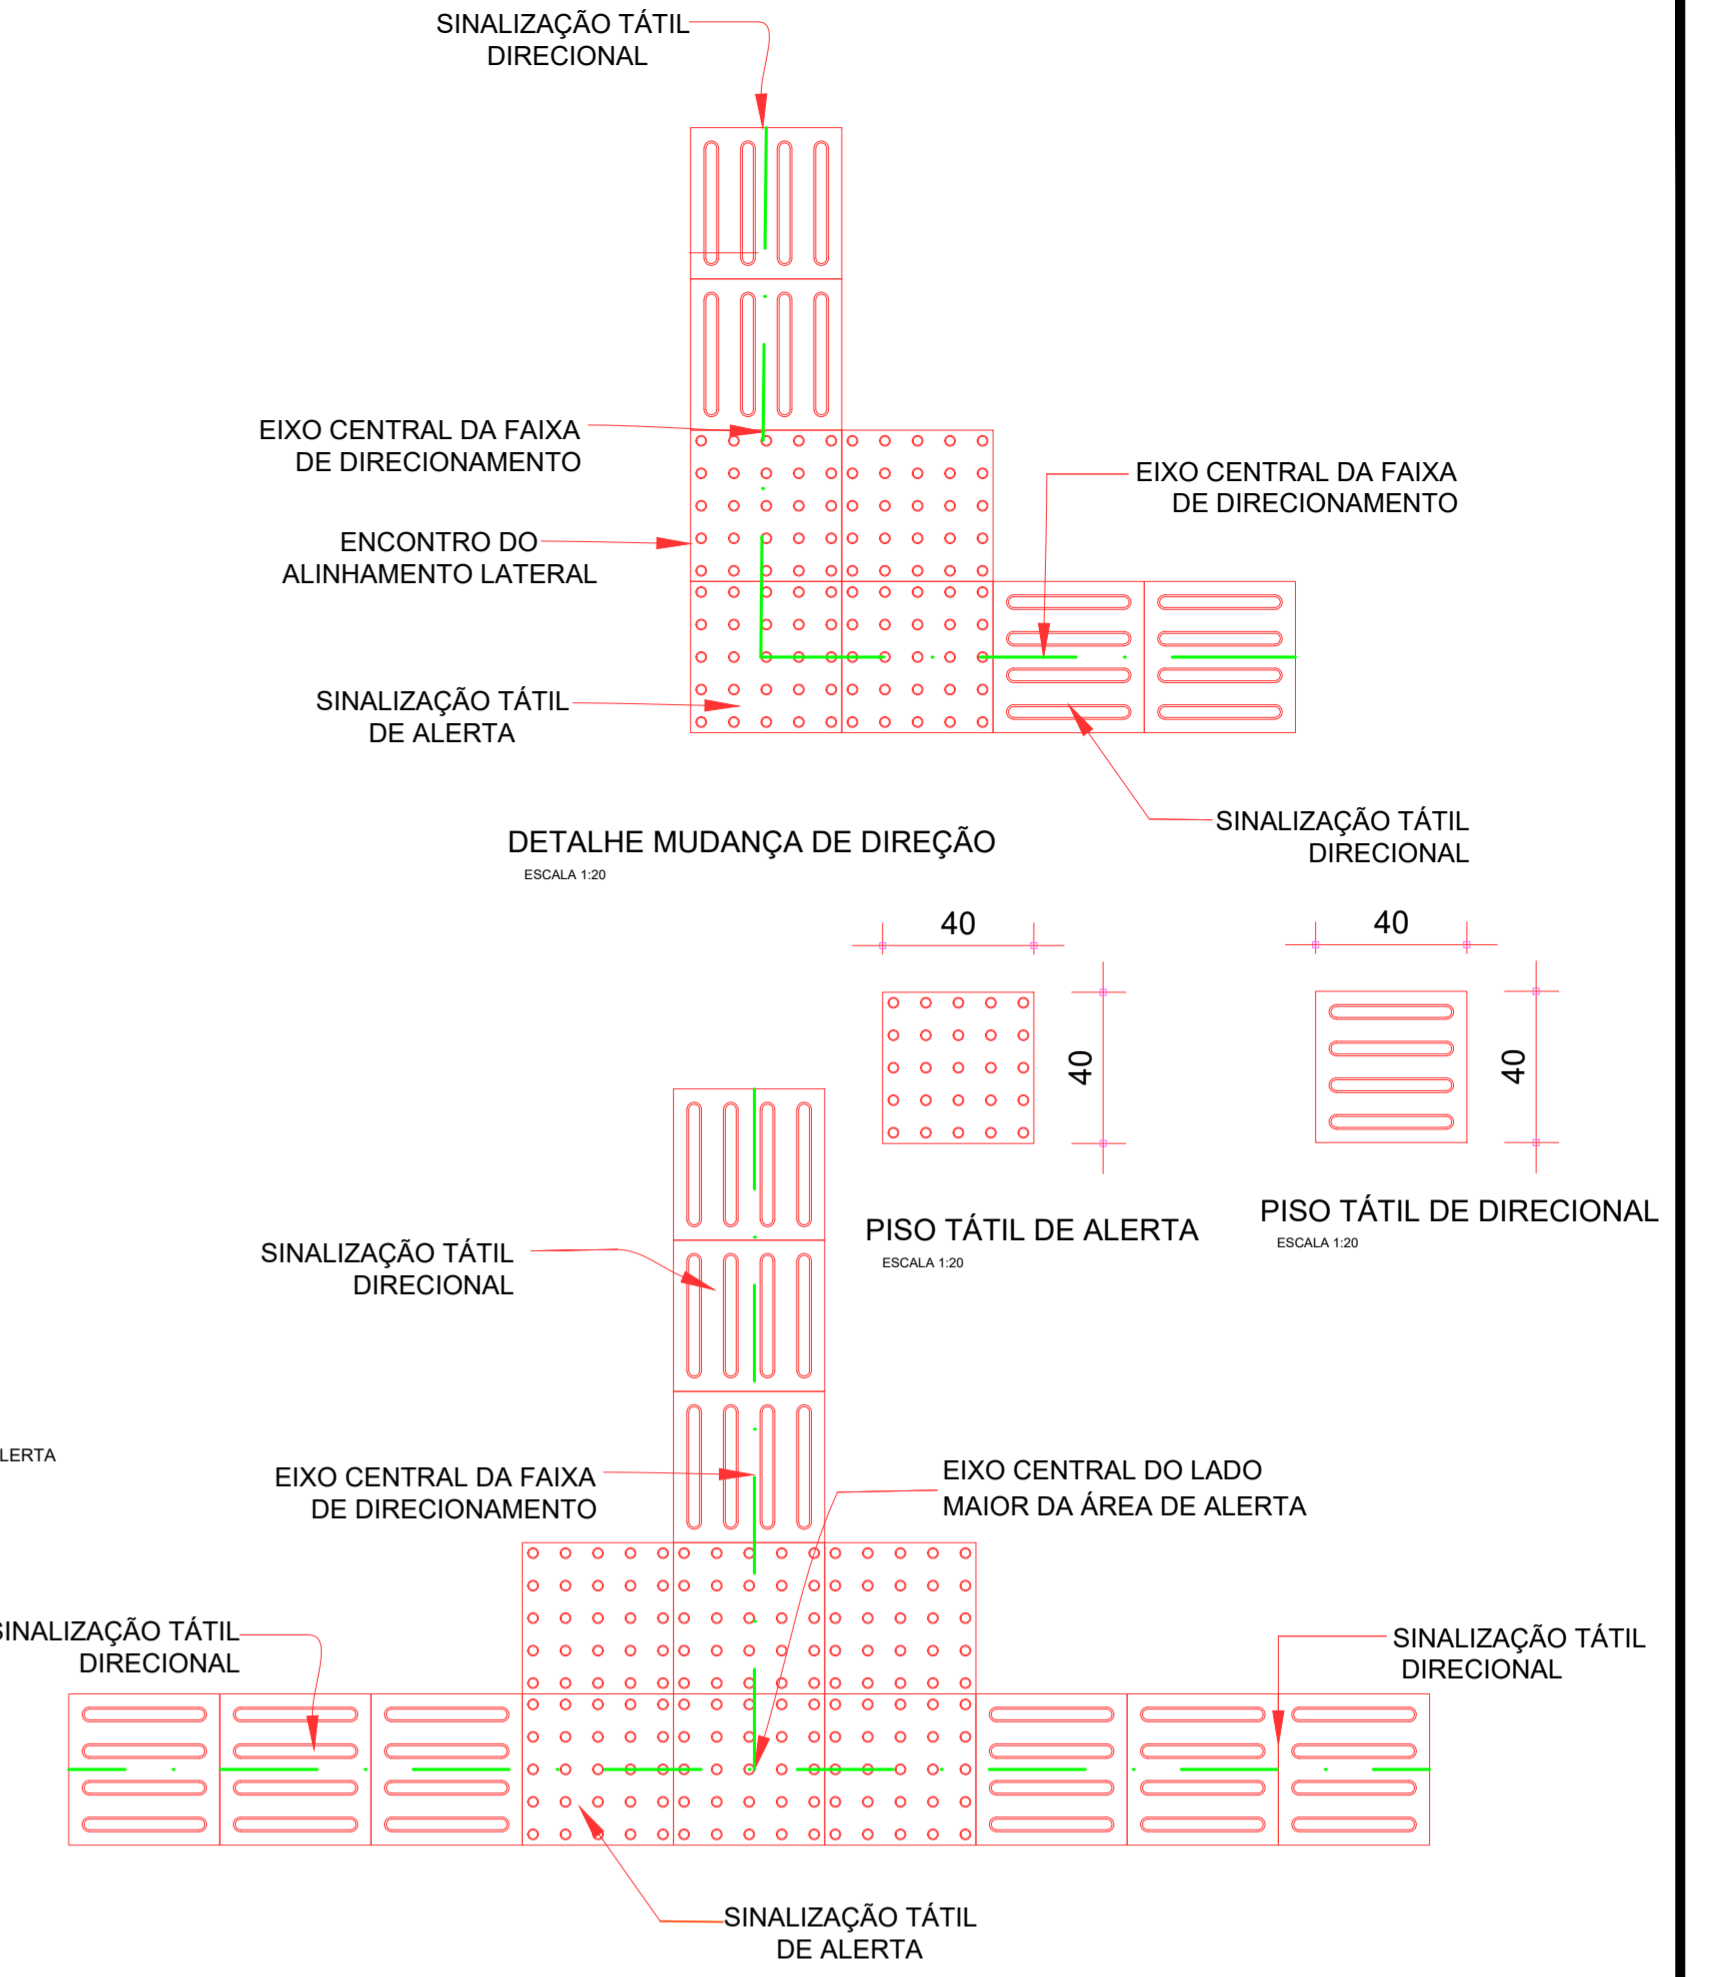 SINALIZAÇÃO TÁTIL
DIRECIONAL
EIXO CENTRAL DA FAIXA
DE DIRECIONAMENTO
EIXO CENTRAL DA FAIXA
DE DIRECIONAMENTO
ENCONTRO DO
ALINHAMENTO LATERAL
SINALIZAÇÃO TÁTIL
DE ALERTA
SINALIZAÇÃO TÁTIL
DIRECIONAL
DETALHE MUDANÇA DE DIREÇÃO
ESCALA 1:20
40
40
40
40
PISO TÁTIL DE ALERTA
ESCALA 1:20
PISO TÁTIL DE DIRECIONAL
ESCALA 1:20
SINALIZAÇÃO TÁTIL
DIRECIONAL
LERTA
EIXO CENTRAL DA FAIXA
DE DIRECIONAMENTO
EIXO CENTRAL DO LADO
MAIOR DA ÁREA DE ALERTA
SINALIZAÇÃO TÁTIL
DIRECIONAL
SINALIZAÇÃO TÁTIL
DIRECIONAL
SINALIZAÇÃO TÁTIL
DE ALERTA